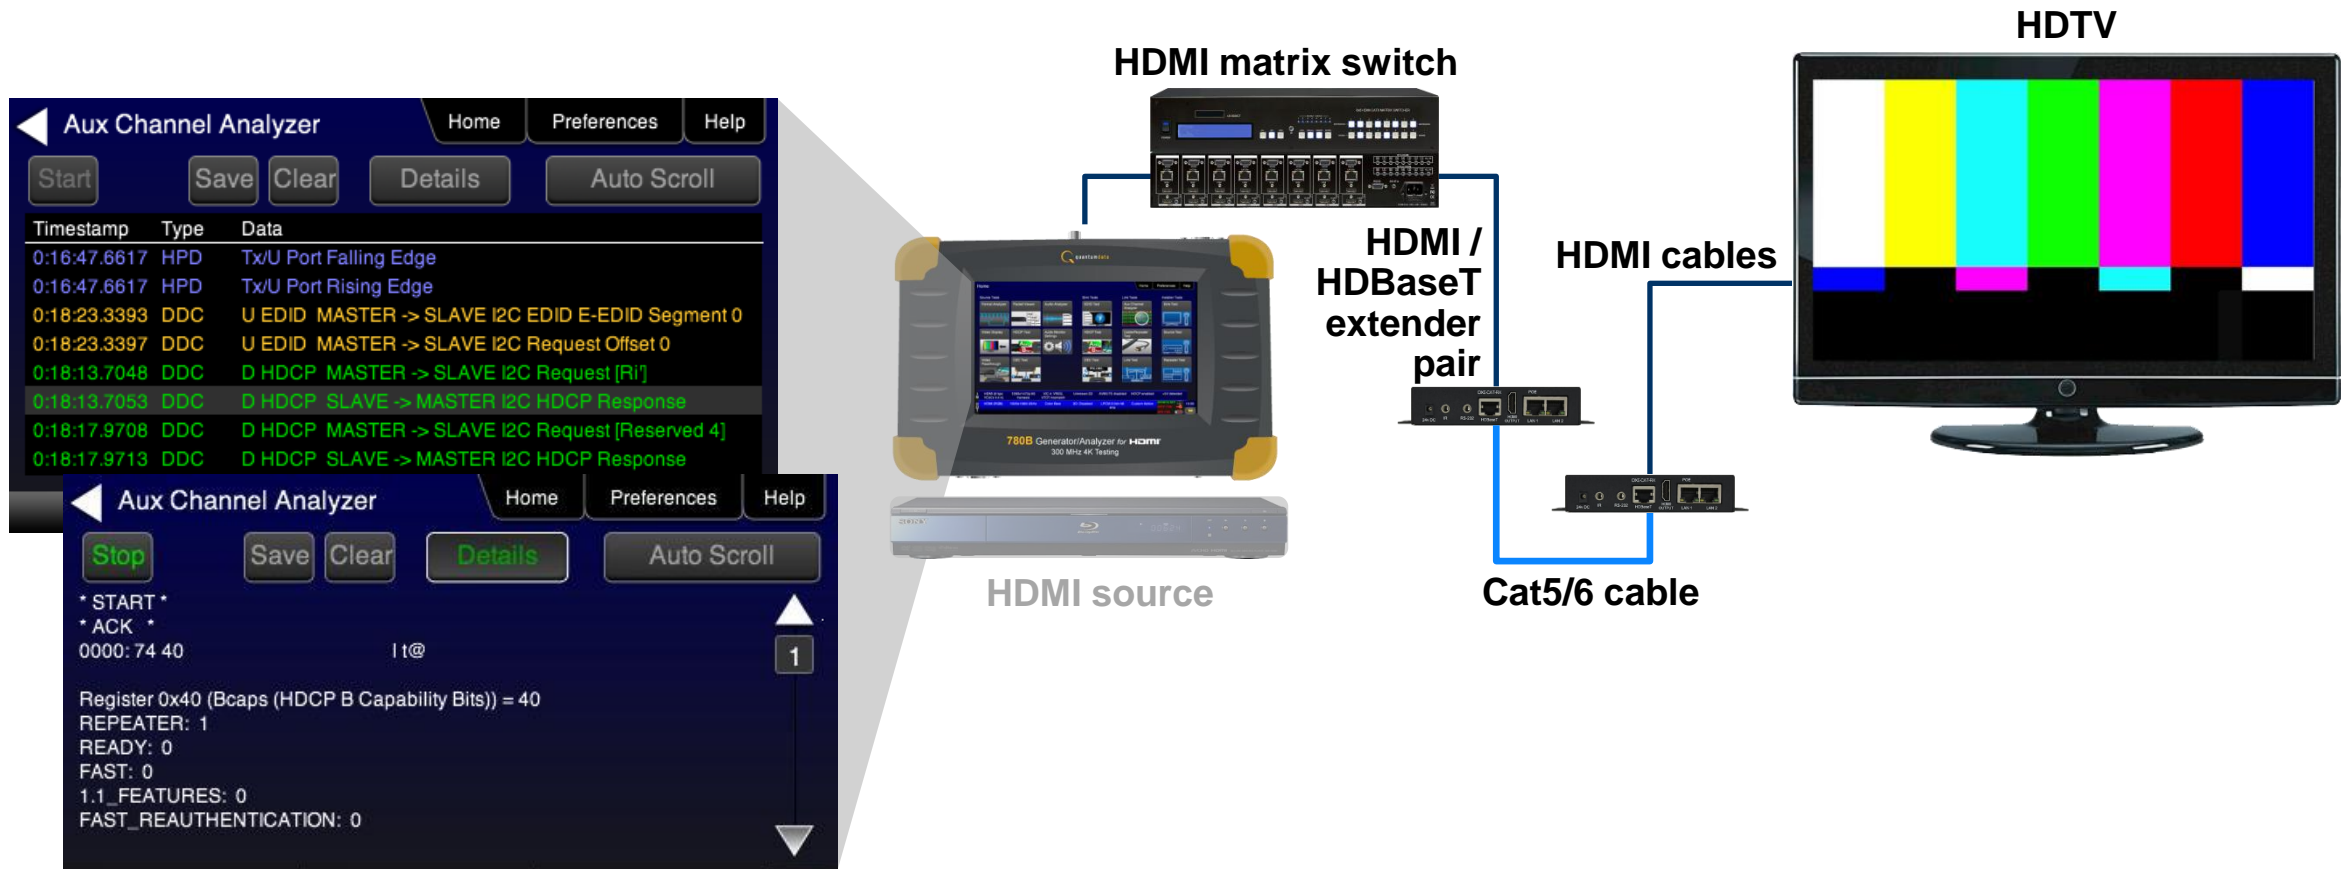 HDTV
HDMI matrix switch
Aux Channel Analyzer
Home
Preferences
Help
Start
Save
Clear
Details
Auto Scroll
Timestamp Type Data
0:16:47.6617 HPD Tx/U Port Falling Edge
0:16:47.6617 HPD Tx/U Port Rising Edge
0:18:23.3393 DDC U EDID MASTER -> SLAVE I2C EDID E-EDID Segment 0
0:18:23.3397 DDC U EDID MASTER -> SLAVE I2C Request Offset 0
0:18:13.7048 DDC D HDCP MASTER -> SLAVE I2C Request [Ri']
0:18:13.7053 DDC D HDCP SLAVE -> MASTER I2C HDCP Response
0:18:17.9708 DDC D HDCP MASTER -> SLAVE I2C Request [Reserved 4]
0:18:17.9713 DDC D HDCP SLAVE -> MASTER I2C HDCP Response
Aux Channel Analyzer
Home
Preferences
Help
Stop
Save
Clear
Details
Auto Scroll
* START *
* ACK *
0000: 74 40 | t@
1
Register 0x40 (Bcaps (HDCP B Capability Bits)) = 40
REPEATER: 1
READY: 0
FAST: 0
1.1_FEATURES: 0
FAST_REAUTHENTICATION: 0
quantumdata
Home
780B Generator/Analyzer for HDMI
300 MHz 4K Testing
SONY
HDMI source
HDMI /
HDBaseT
extender
pair
HDMI cables
Cat5/6 cable